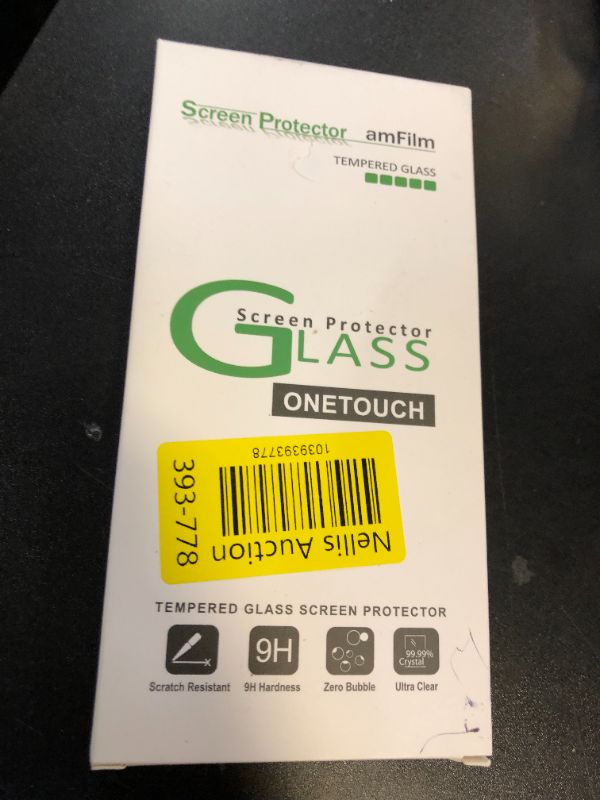 Screen Protector amFilm
TEMPERED GLASS
Screen Protector
GLASS
ONETOUCH
1039393778
393-778
Nellis Auction
TEMPERED GLASS SCREEN PROTECTOR
9H
99.99%
Crystal
Scratch Resistant 9H Hardness Zero Bubble Ultra Clear